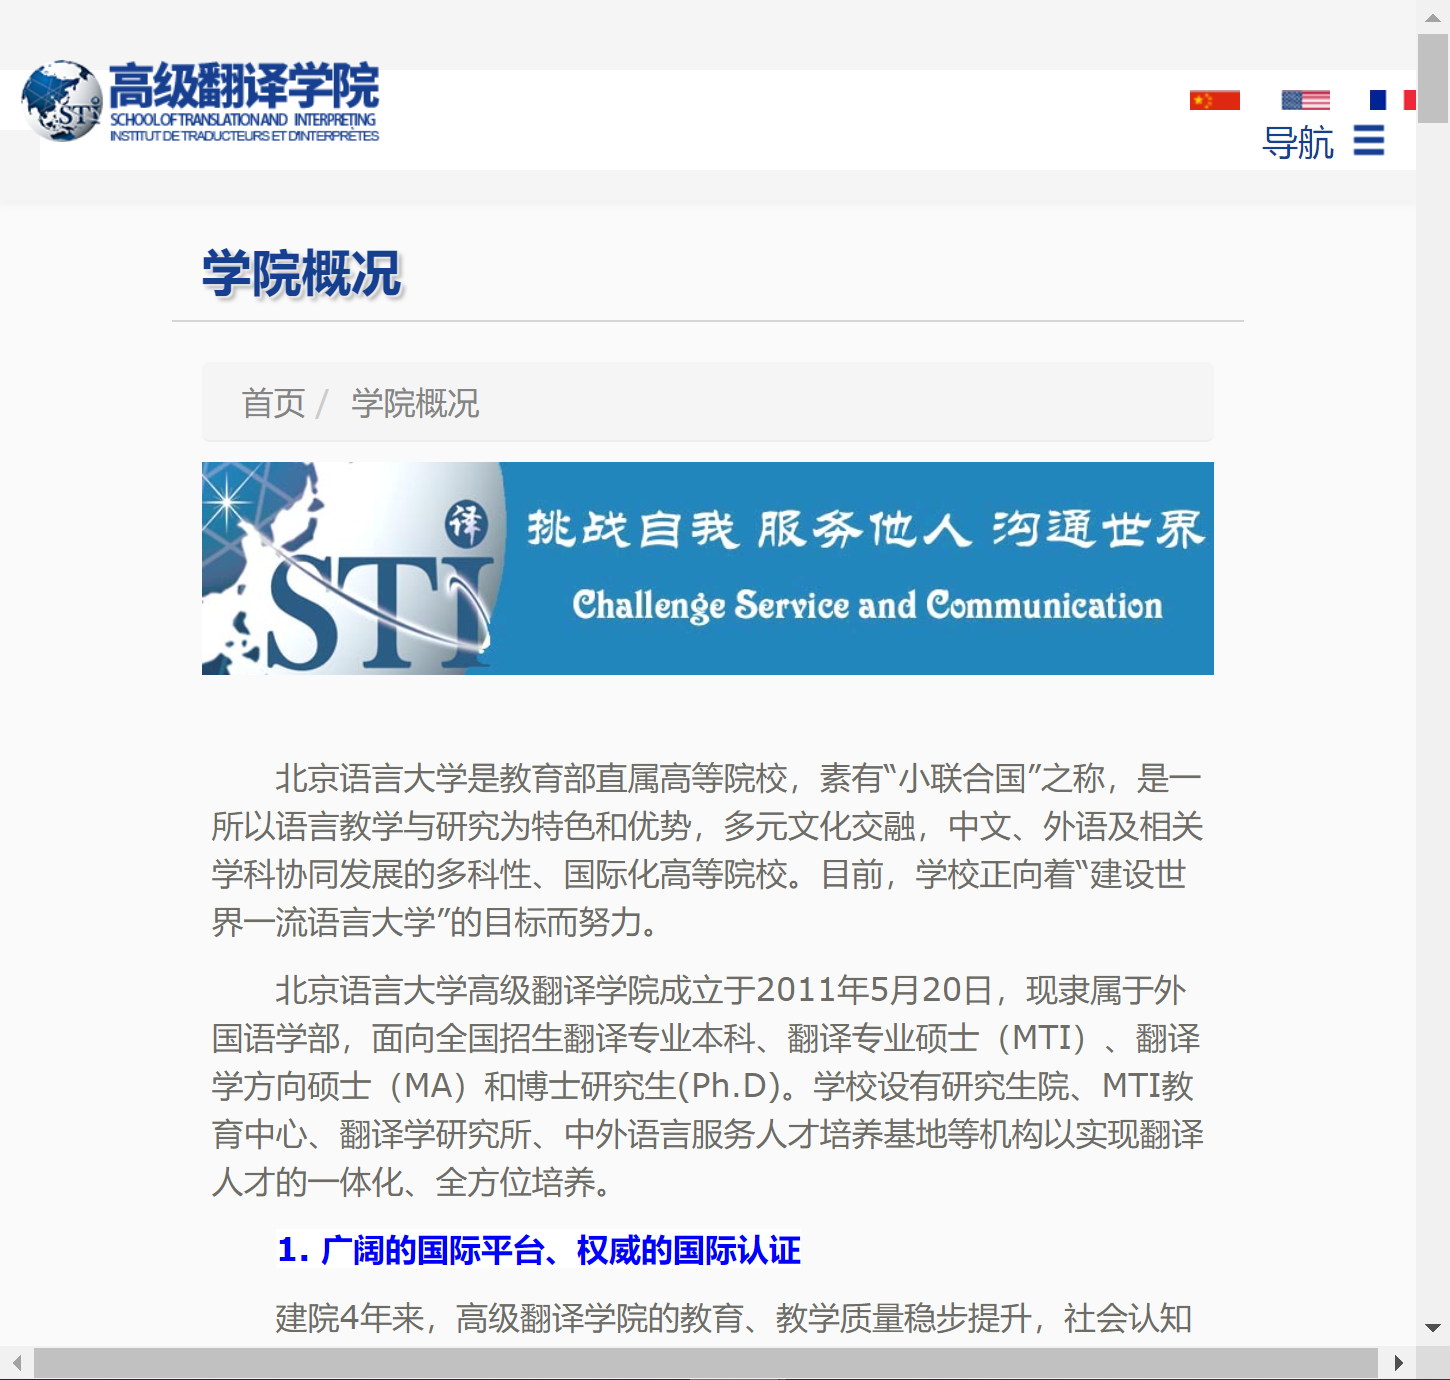 高级翻译学院
SCHOOL OF TRANSLATION AND INTERPRETING
INSTITUT DE TRADUCTEURS ET D'INTERPRÈTES
STI
导航
学院概况
首页 / 学院概况
译
STI
挑战自我 服务他人 沟通世界
Challenge Service and Communication
北京语言大学是教育部直属高等院校，素有“小联合国”之称，是一
所以语言教学与研究为特色和优势，多元文化交融，中文、外语及相关
学科协同发展的多科性、国际化高等院校。目前，学校正向着“建设世
界一流语言大学”的目标而努力。
北京语言大学高级翻译学院成立于2011年5月20日，现隶属于外
国语学部，面向全国招生翻译专业本科、翻译专业硕士（MTI）、翻译
学方向硕士（MA）和博士研究生(Ph.D)。学校设有研究生院、MTI教
育中心、翻译学研究所、中外语言服务人才培养基地等机构以实现翻译
人才的一体化、全方位培养。
1. 广阔的国际平台、权威的国际认证
建院4年来，高级翻译学院的教育、教学质量稳步提升，社会认知